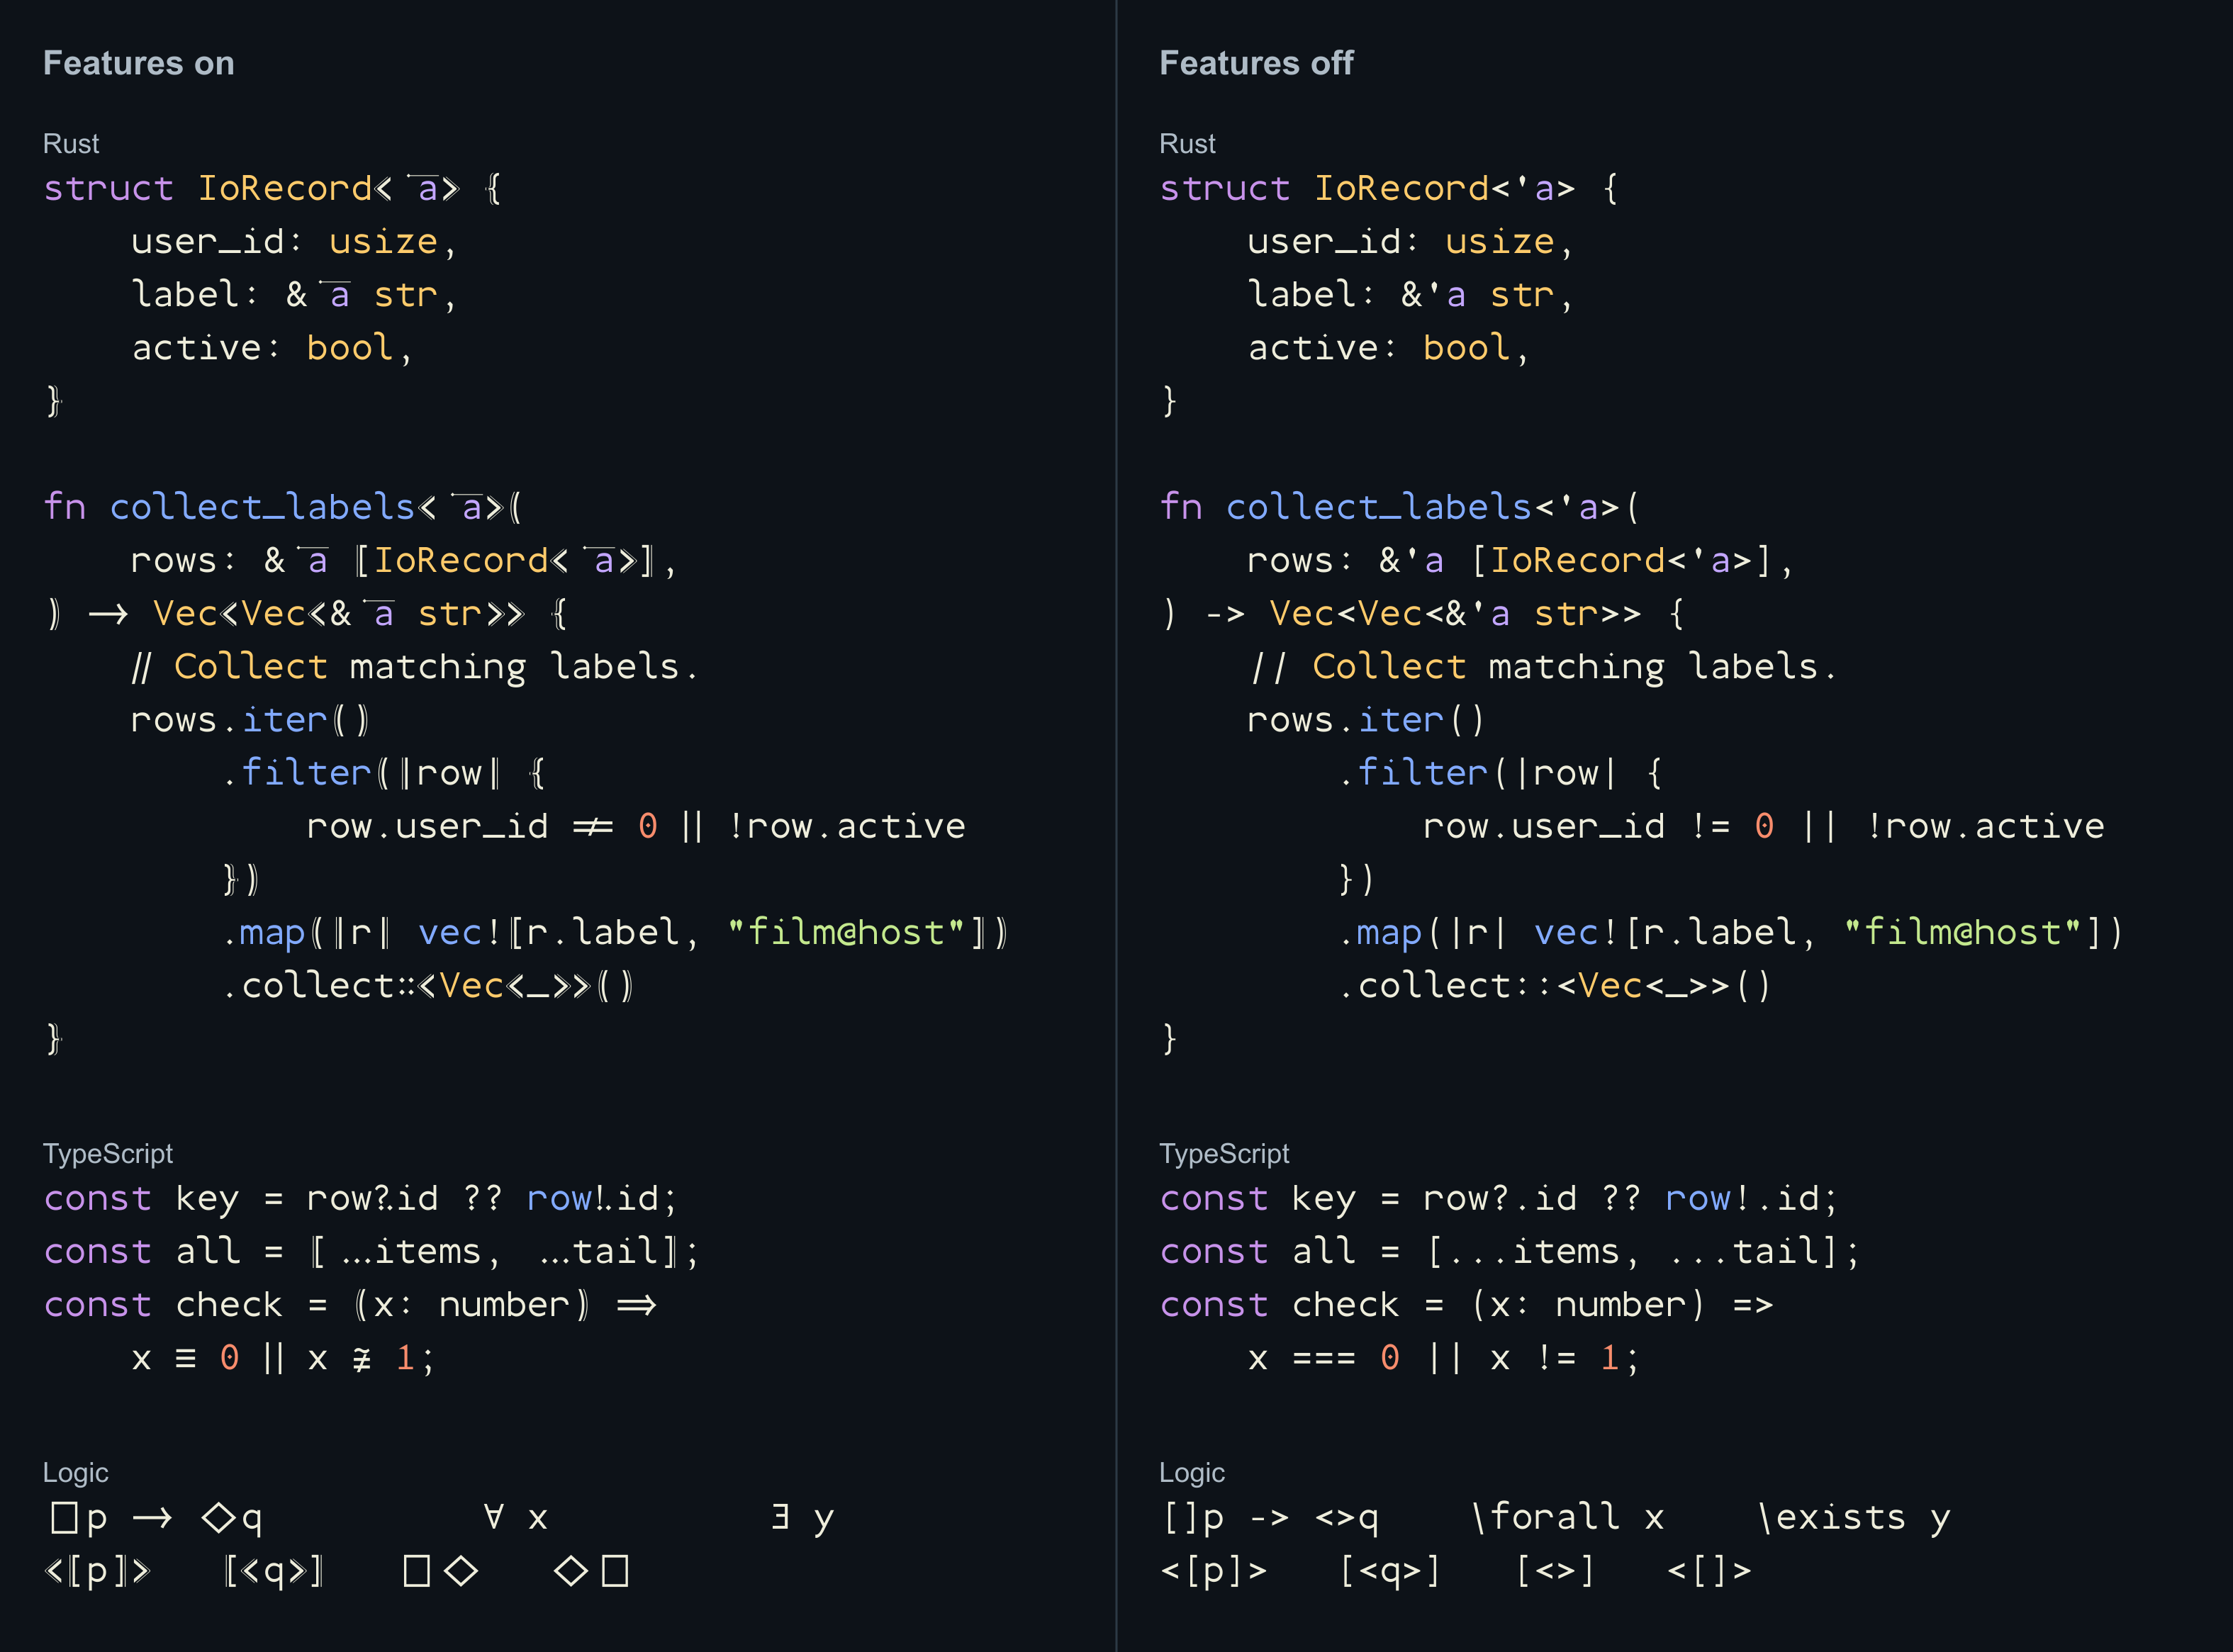 Features on
Rust
struct IoRecord< a̅> {
    user_id: usize,
    label: & a̅ str,
    active: bool,
}
fn collect_labels< a̅>(
    rows: & a̅ [IoRecord< a̅>],
) → Vec<Vec<& a̅ str>> {
    // Collect matching labels.
    rows.iter()
        .filter(|row| {
            row.user_id ≠ 0 || !row.active
        })
        .map(|r| vec![r.label, "film@host"])
        .collect::<Vec<_>>()
}
TypeScript
const key = row?.id ?? row!.id;
const all = [ …items, …tail];
const check = (x: number) ⇒
    x ≡ 0 || x ≇ 1;
Logic
□p → ◇q          ∀ x          ∃ y
<[p]>   [<q>]   □◇   ◇□
Features off
Rust
struct IoRecord<'a> {
    user_id: usize,
    label: &'a str,
    active: bool,
}
fn collect_labels<'a>(
    rows: &'a [IoRecord<'a>],
) -> Vec<Vec<&'a str>> {
    // Collect matching labels.
    rows.iter()
        .filter(|row| {
            row.user_id != 0 || !row.active
        })
        .map(|r| vec![r.label, "film@host"])
        .collect::<Vec<_>>()
}
TypeScript
const key = row?.id ?? row!.id;
const all = [...items, ...tail];
const check = (x: number) =>
    x === 0 || x != 1;
Logic
[]p -> <>q    \forall x    \exists y
<[p]>   [<q>]   [<>]   <[]>